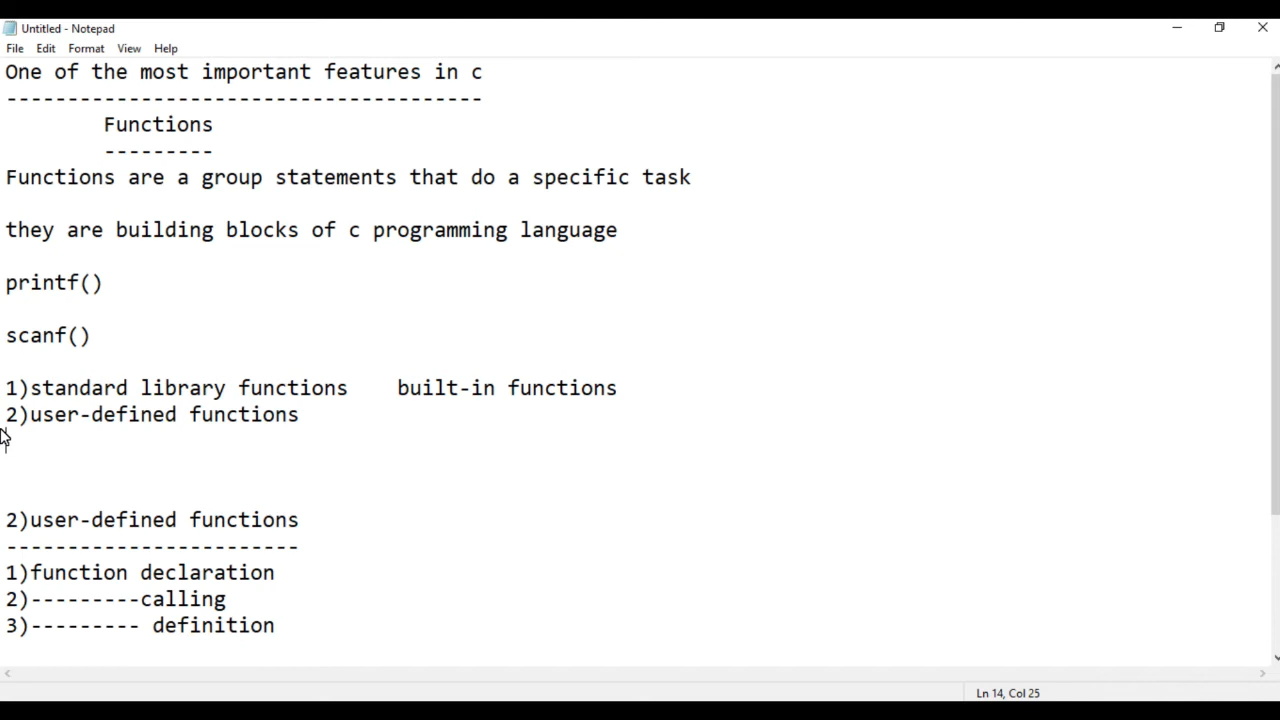 Untitled - Notepad
File Edit Format View Help
One of the most important features in c
---------------------------------------
Functions
---------
Functions are a group statements that do a specific task
they are building blocks of c programming language
printf()
scanf()
1)standard library functions    built-in functions
2)user-defined functions
2)user-defined functions
------------------------
1)function declaration
2)---------calling
3)--------- definition
Ln 14, Col 25